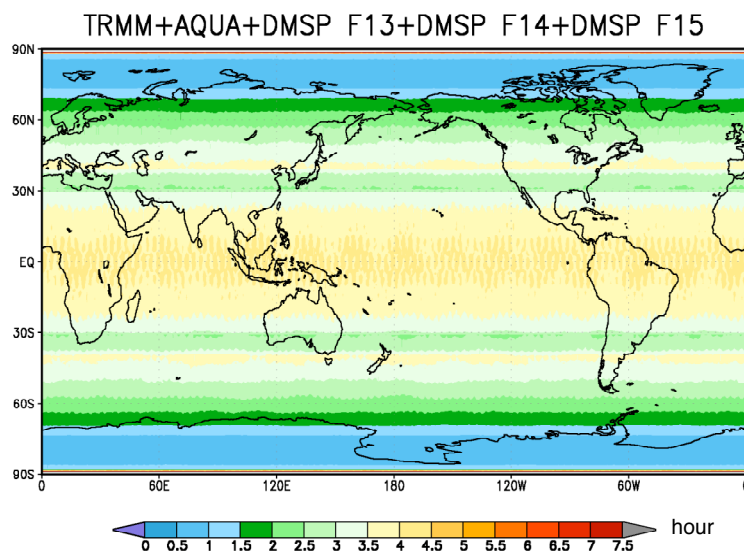 TRMM+AQUA+DMSP F13+DMSP F14+DMSP F15
90N
60N
30N
EQ
30S
60S
90S
0 60E 120E 180 120W 60W
0 0.5 1 1.5 2 2.5 3 3.5 4 4.5 5 5.5 6 6.5 7 7.5 hour